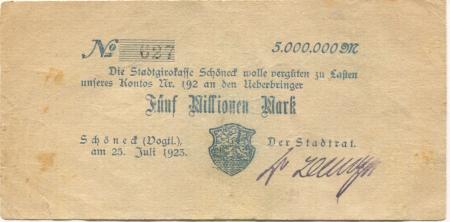 № 627 5.000.000 M
Die Stadtgirokasse Schöneck wolle vergüten zu Lasten
unseres Kontos Nr. 192 an den Ueberbringer
Fünf Millionen Mark
Schöneck (Vogtl.) Der Stadtrat.
am 25. Juli 1923.